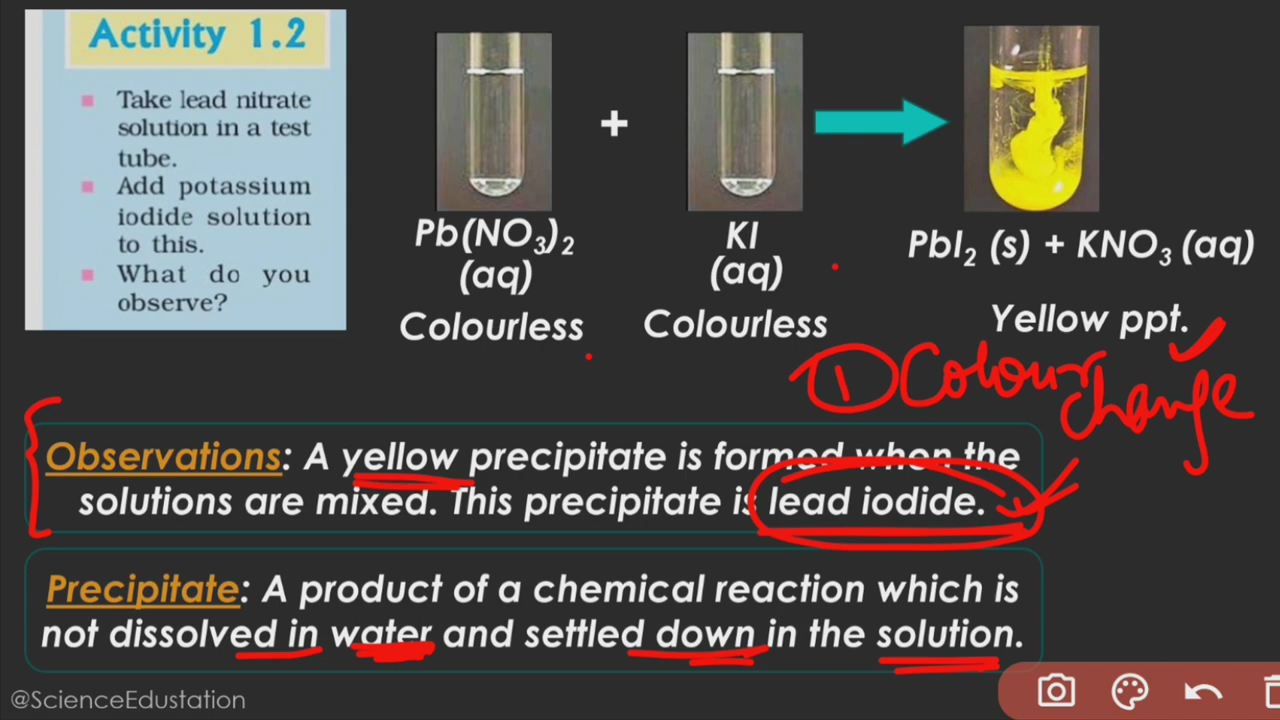 Activity 1.2
Take lead nitrate
solution in a test
tube.
Add potassium
iodide solution
to this.
What do you
observe?
+
Pb(NO₃)₂
(aq)
Colourless
KI
(aq)
Colourless
PbI₂ (s) + KNO₃ (aq)
Yellow ppt.
① Colour
change
Observations: A yellow precipitate is formed when the
solutions are mixed. This precipitate is lead iodide.
Precipitate: A product of a chemical reaction which is
not dissolved in water and settled down in the solution.
@ScienceEdustation